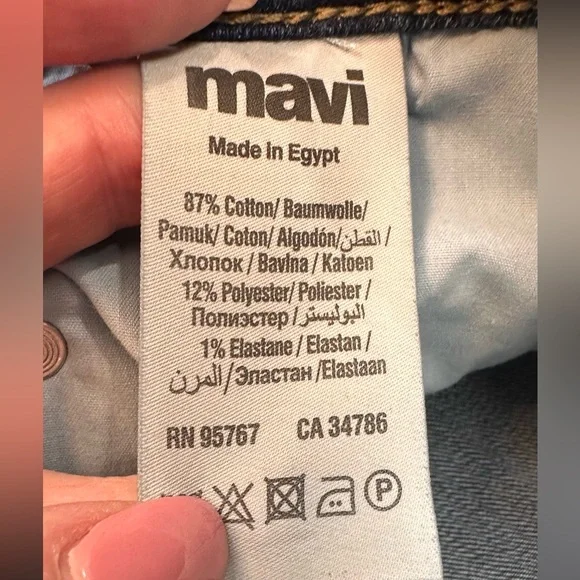 mavi
Made in Egypt
87% Cotton/ Baumwolle/
Pamuk/ Coton/ Algodón/القطن /
Хлопок / Bavlna / Katoen
12% Polyester/ Poliester /
Полиэстер /البوليستر
1% Elastane/ Elastan /
المرن/Эластан /Elastaan
RN 95767 CA 34786
P